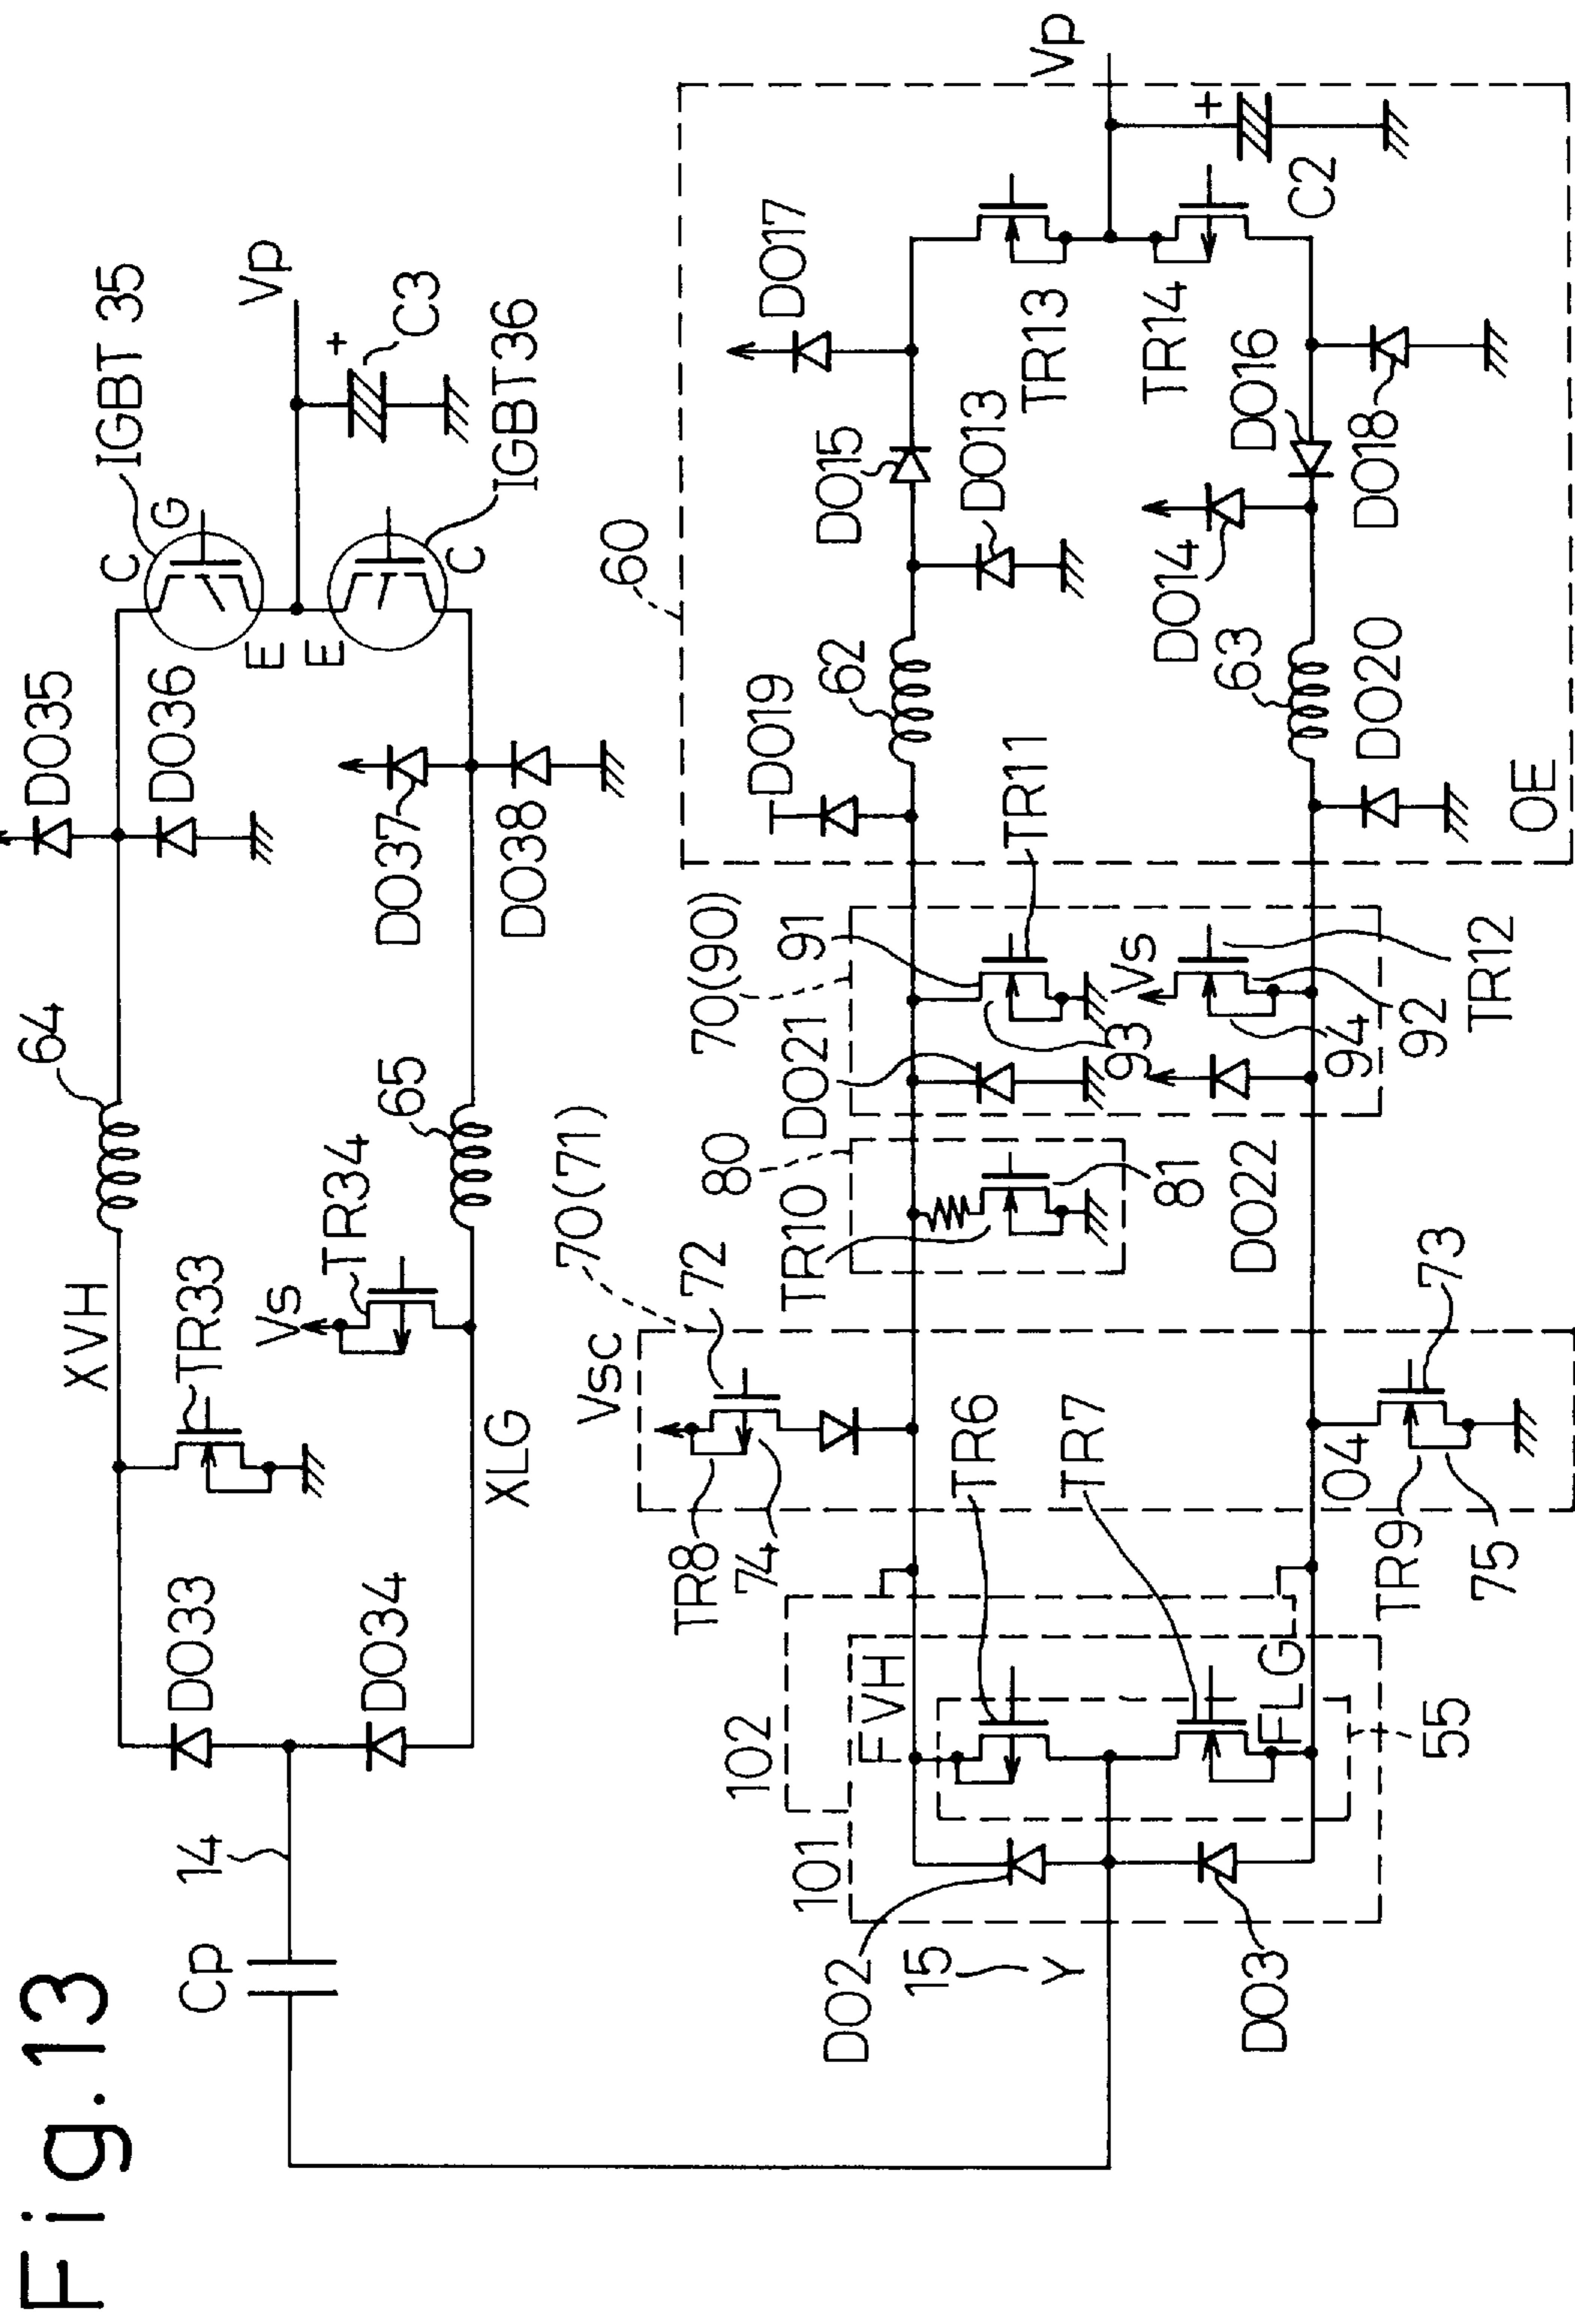 Fig.13
Cp
14
DO33
DO34
XVH
TR33
Vs
TR34
XLG
64
65
DO35
DO36
DO37
DO38
C
G
E
E
C
IGBT 35
IGBT36
Vp
+
C3
DO2
15
Y
DO3
101
102
FVH
FLG
55
TR6
TR7
TR8
74
Vsc
72
70(71)
04
TR9
75
73
80
TR10
81
70(90)
91
DO21
93
Vs
TR11
94
92
TR12
DO22
60
DO19
62
63
DO20
DO15
DO13
DO14
DO16
DO17
DO18
TR13
TR14
Vp
+
C2
OE